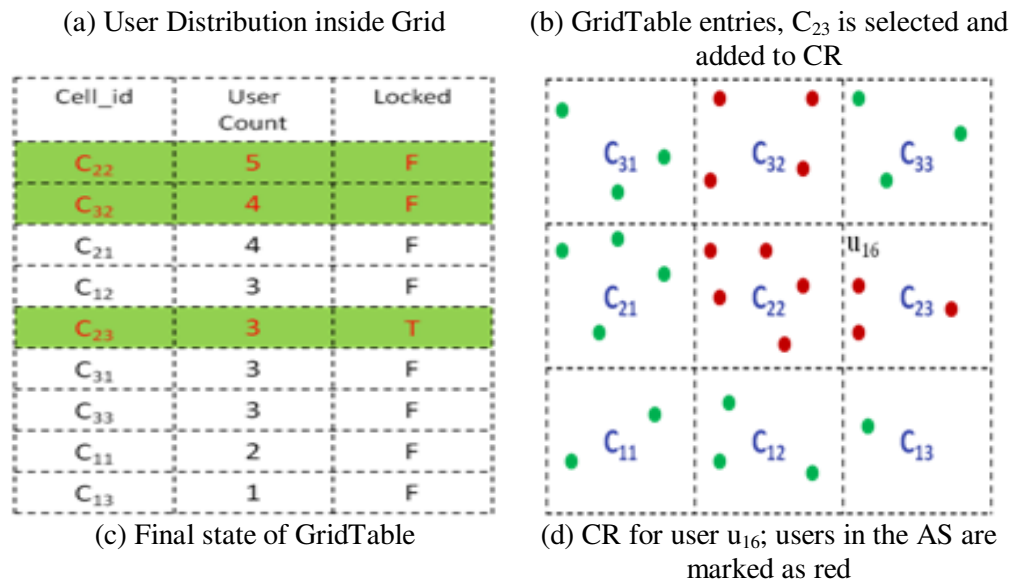 (a) User Distribution inside Grid
(b) GridTable entries, C₂₃ is selected and
added to CR
Cell_id User Count Locked
C₂₂ 5 F
C₃₂ 4 F
C₂₁ 4 F
C₁₂ 3 F
C₂₃ 3 T
C₃₁ 3 F
C₃₃ 3 F
C₁₁ 2 F
C₁₃ 1 F
(c) Final state of GridTable
C₃₁ C₃₂ C₃₃
u₁₆
C₂₁ C₂₂ C₂₃
C₁₁ C₁₂ C₁₃
(d) CR for user u₁₆; users in the AS are
marked as red